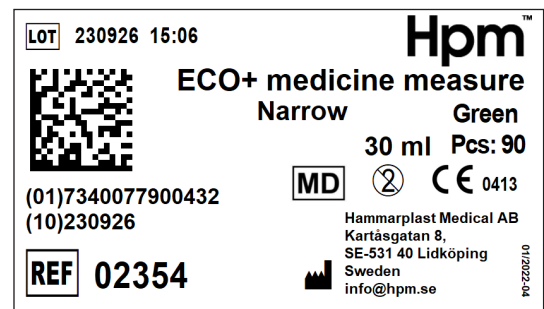 LOT 230926 15:06
Hpm™
ECO+ medicine measure
Narrow Green
30 ml Pcs: 90
MD 2 CE 0413
(01)7340077900432
(10)230926
REF 02354
Hammarplast Medical AB
Kartåsgatan 8,
SE-531 40 Lidköping
Sweden
info@hpm.se
01/2022-04